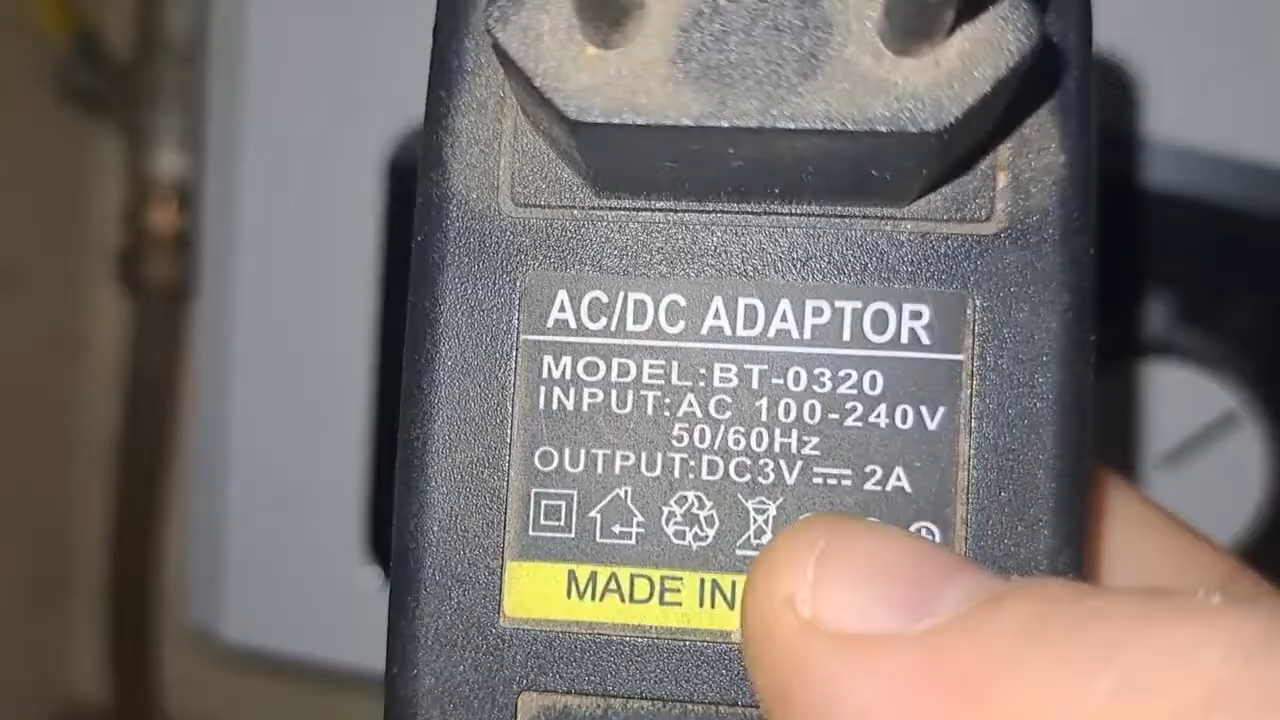 AC/DC ADAPTOR
MODEL:BT-0320
INPUT:AC 100-240V
50/60Hz
OUTPUT:DC3V ⎓ 2A
MADE IN